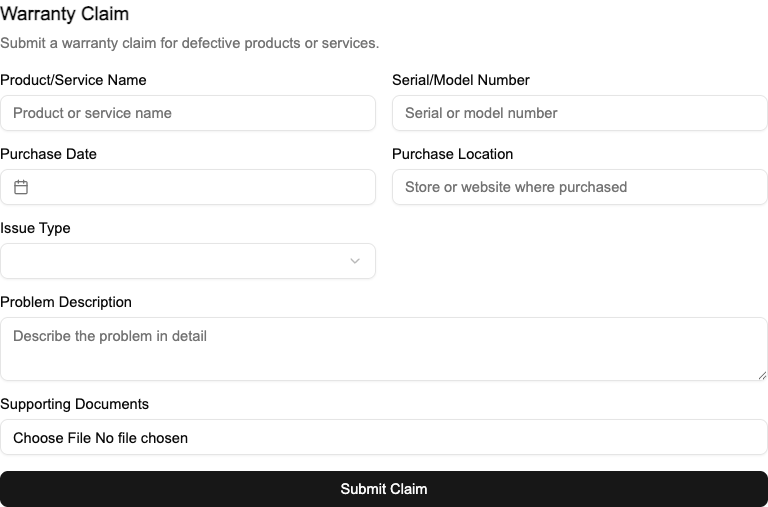 Warranty Claim
Submit a warranty claim for defective products or services.
Product/Service Name
Product or service name
Serial/Model Number
Serial or model number
Purchase Date
Purchase Location
Store or website where purchased
Issue Type
Problem Description
Describe the problem in detail
Supporting Documents
Choose File No file chosen
Submit Claim